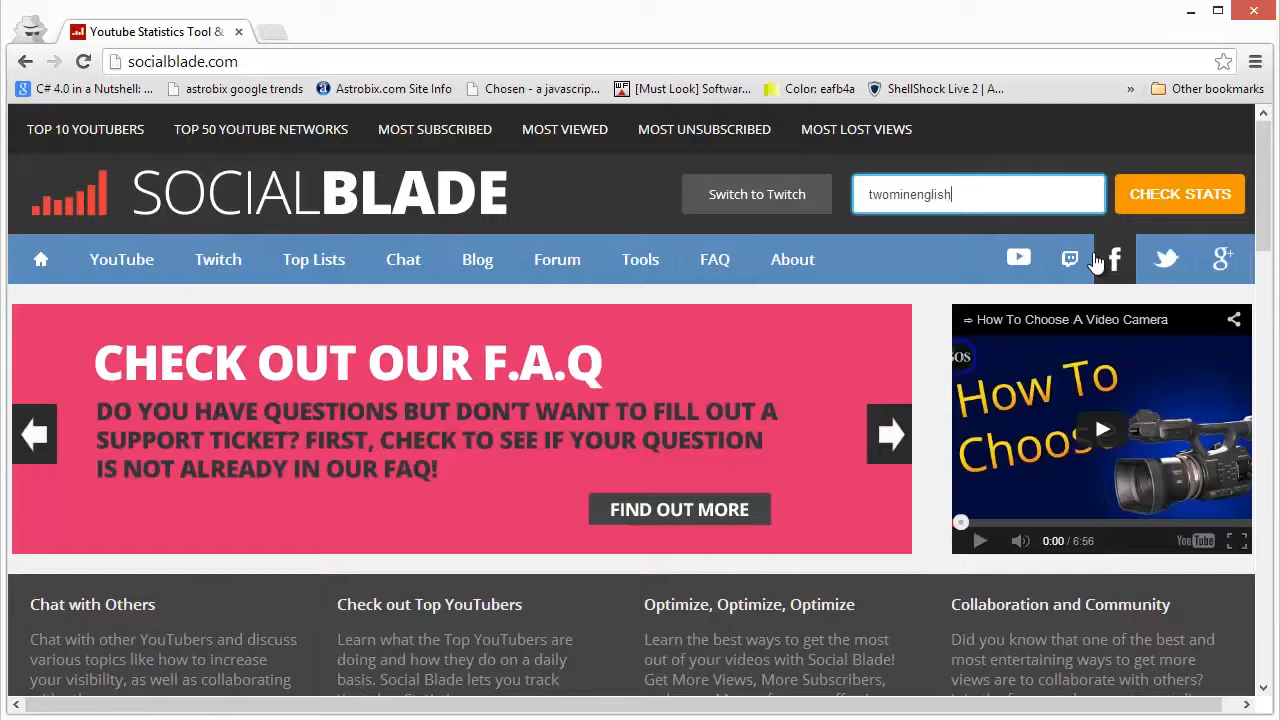 Youtube Statistics Tool &
socialblade.com
C# 4.0 in a Nutshell: ...
astrobix google trends
Astrobix.com Site Info
Chosen - a javascrip...
[Must Look] Softwar...
Color: eafb4a
ShellShock Live 2 | A...
»
Other bookmarks
TOP 10 YOUTUBERS
TOP 50 YOUTUBE NETWORKS
MOST SUBSCRIBED
MOST VIEWED
MOST UNSUBSCRIBED
MOST LOST VIEWS
SOCIALBLADE
Switch to Twitch
twominenglish
CHECK STATS
YouTube
Twitch
Top Lists
Chat
Blog
Forum
Tools
FAQ
About
CHECK OUT OUR F.A.Q
DO YOU HAVE QUESTIONS BUT DON'T WANT TO FILL OUT A
SUPPORT TICKET? FIRST, CHECK TO SEE IF YOUR QUESTION
IS NOT ALREADY IN OUR FAQ!
FIND OUT MORE
⇨ How To Choose A Video Camera
How To
Choose
0:00 / 6:56
YouTube
Chat with Others
Chat with other YouTubers and discuss
various topics like how to increase
your visibility, as well as collaborating
Check out Top YouTubers
Learn what the Top YouTubers are
doing and how they do on a daily
basis. Social Blade lets you track
Optimize, Optimize, Optimize
Learn the best ways to get the most
out of your videos with Social Blade!
Get More Views, More Subscribers,
Collaboration and Community
Did you know that one of the best and
most entertaining ways to get more
views are to collaborate with others?